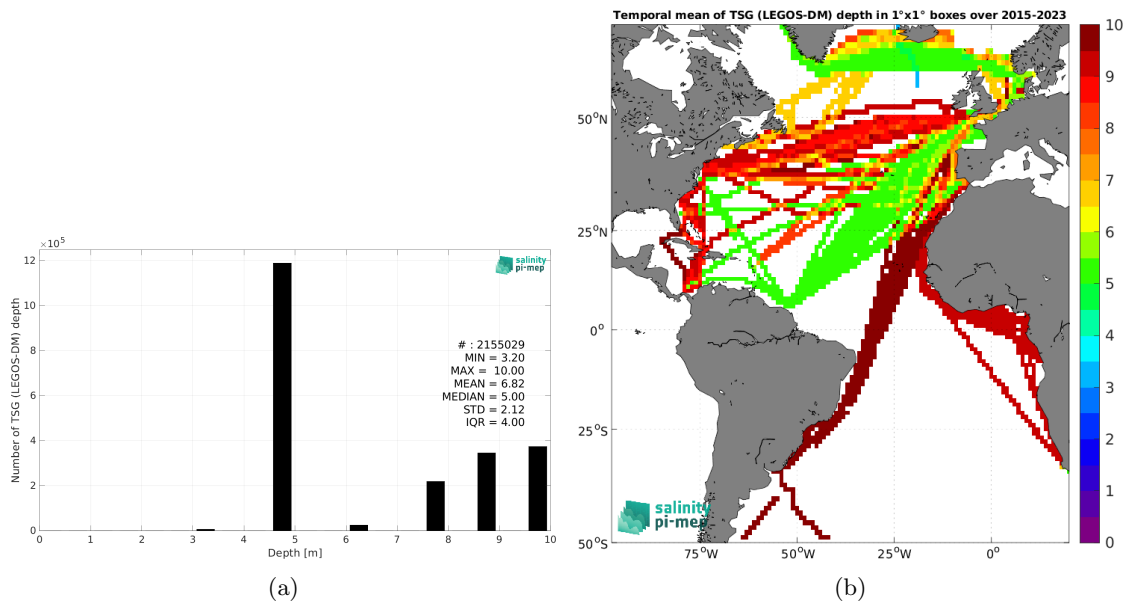 ×10⁵
12
10
8
6
4
2
0
Number of TSG (LEGOS-DM) depth
salinity
pi-mep
# : 2155029
MIN = 3.20
MAX = 10.00
MEAN = 6.82
MEDIAN = 5.00
STD = 2.12
IQR = 4.00
0 1 2 3 4 5 6 7 8 9 10
Depth [m]
(a)
Temporal mean of TSG (LEGOS-DM) depth in 1°x1° boxes over 2015-2023
50°N
25°N
0°
25°S
50°S
75°W 50°W 25°W 0°
salinity
pi-mep
10
9
8
7
6
5
4
3
2
1
0
(b)